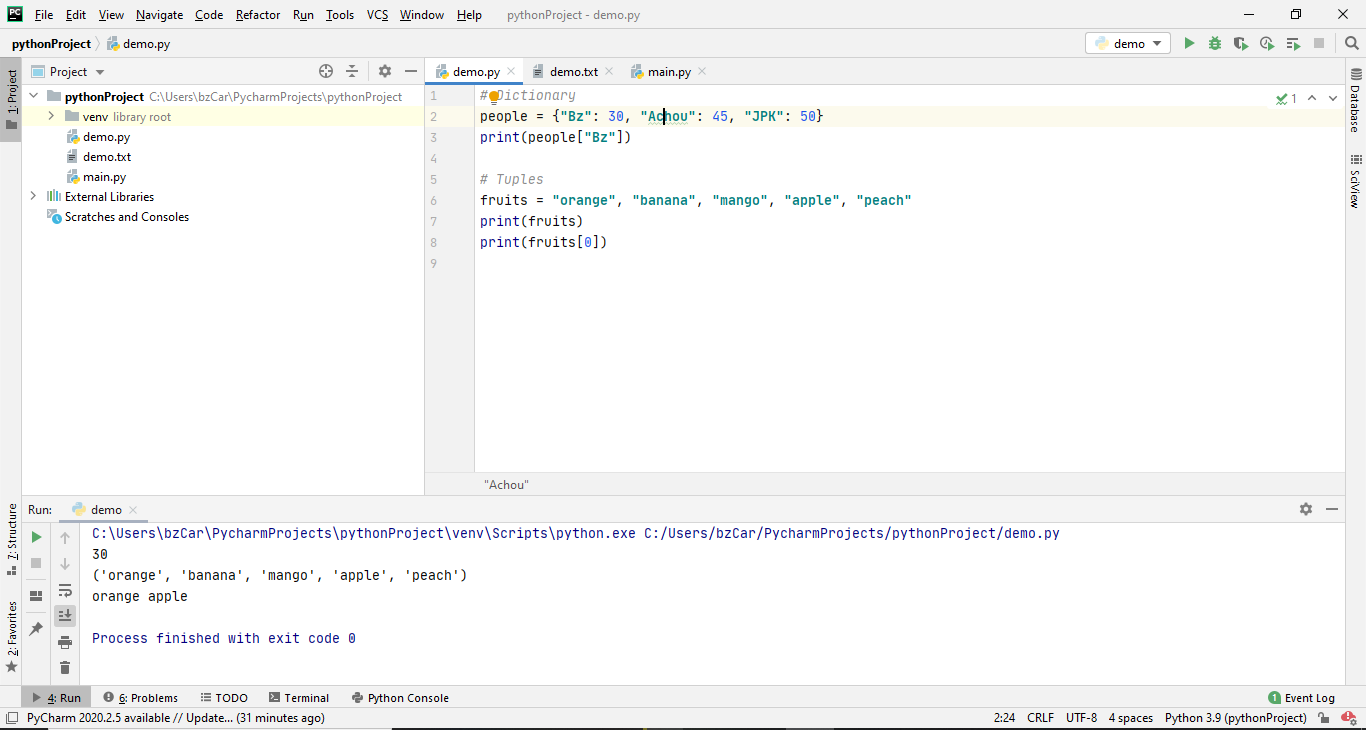 PC File Edit View Navigate Code Refactor Run Tools VCS Window Help pythonProject - demo.py
pythonProject demo.py demo
1: Project
Project
demo.py demo.txt main.py
pythonProject C:\Users\bzCar\PycharmProjects\pythonProject
venv library root
demo.py
demo.txt
main.py
External Libraries
Scratches and Consoles
1 # Dictionary
2 people = {"Bz": 30, "Achou": 45, "JPK": 50}
3 print(people["Bz"])
4
5 # Tuples
6 fruits = "orange", "banana", "mango", "apple", "peach"
7 print(fruits)
8 print(fruits[0])
9
1
"Achou"
Database
SciView
7: Structure
2: Favorites
Run: demo
C:\Users\bzCar\PycharmProjects\pythonProject\venv\Scripts\python.exe C:/Users/bzCar/PycharmProjects/pythonProject/demo.py
30
('orange', 'banana', 'mango', 'apple', 'peach')
orange apple
Process finished with exit code 0
4: Run 6: Problems TODO Terminal Python Console 1 Event Log
PyCharm 2020.2.5 available // Update... (31 minutes ago) 2:24 CRLF UTF-8 4 spaces Python 3.9 (pythonProject)